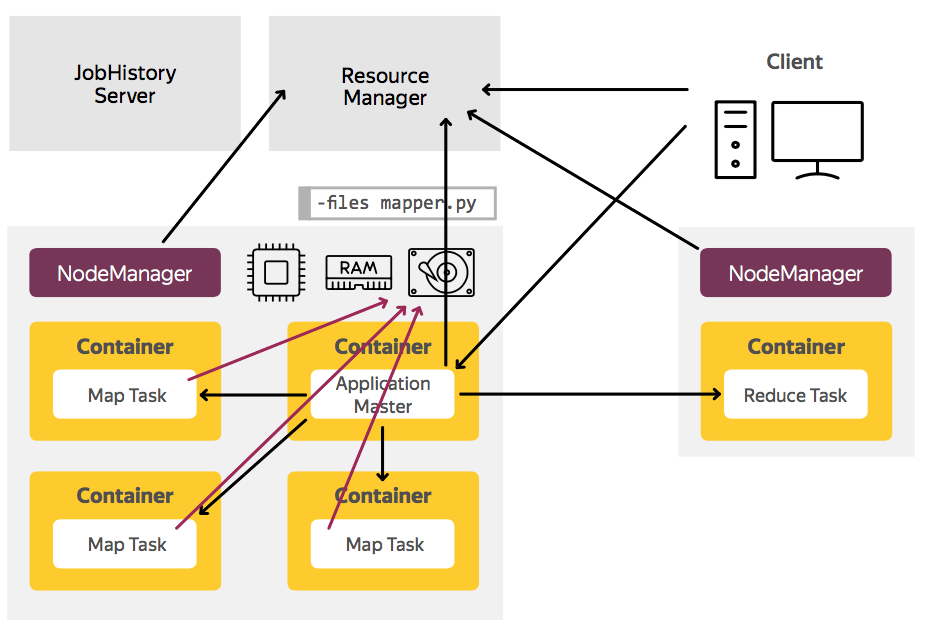 JobHistory
Server
Resource
Manager
Client
-files mapper.py
NodeManager
RAM
NodeManager
Container
Map Task
Container
Application
Master
Container
Reduce Task
Container
Map Task
Container
Map Task